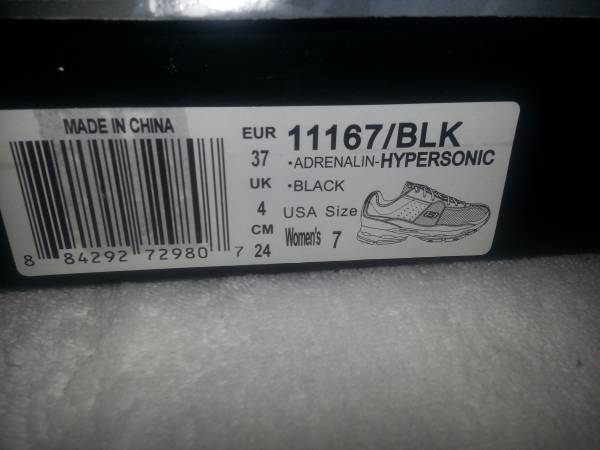 MADE IN CHINA
8 84292 72980 7
EUR
37
UK
4
CM
24
11167/BLK
•ADRENALIN-HYPERSONIC
•BLACK
USA Size
Women's 7